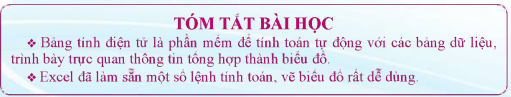 TÓM TẮT BÀI HỌC
❖ Bảng tính điện tử là phần mềm để tính toán tự động với các bảng dữ liệu,
trình bày trực quan thông tin tổng hợp thành biểu đồ.
❖ Excel đã làm sẵn một số lệnh tính toán, vẽ biểu đồ rất dễ dùng.